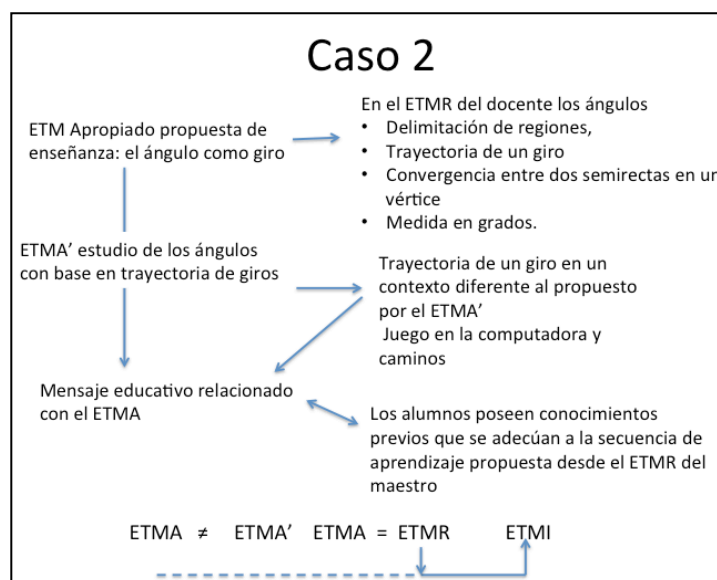 Caso 2
ETM Apropiado propuesta de
enseñanza: el ángulo como giro
En el ETMR del docente los ángulos
• Delimitación de regiones,
• Trayectoria de un giro
• Convergencia entre dos semirectas en un
vértice
• Medida en grados.
ETMA’ estudio de los ángulos
con base en trayectoria de giros
Trayectoria de un giro en un
contexto diferente al propuesto
por el ETMA’
Juego en la computadora y
caminos
Mensaje educativo relacionado
con el ETMA
Los alumnos poseen conocimientos
previos que se adecúan a la secuencia de
aprendizaje propuesta desde el ETMR del
maestro
ETMA ≠ ETMA’ ETMA = ETMR ETMI